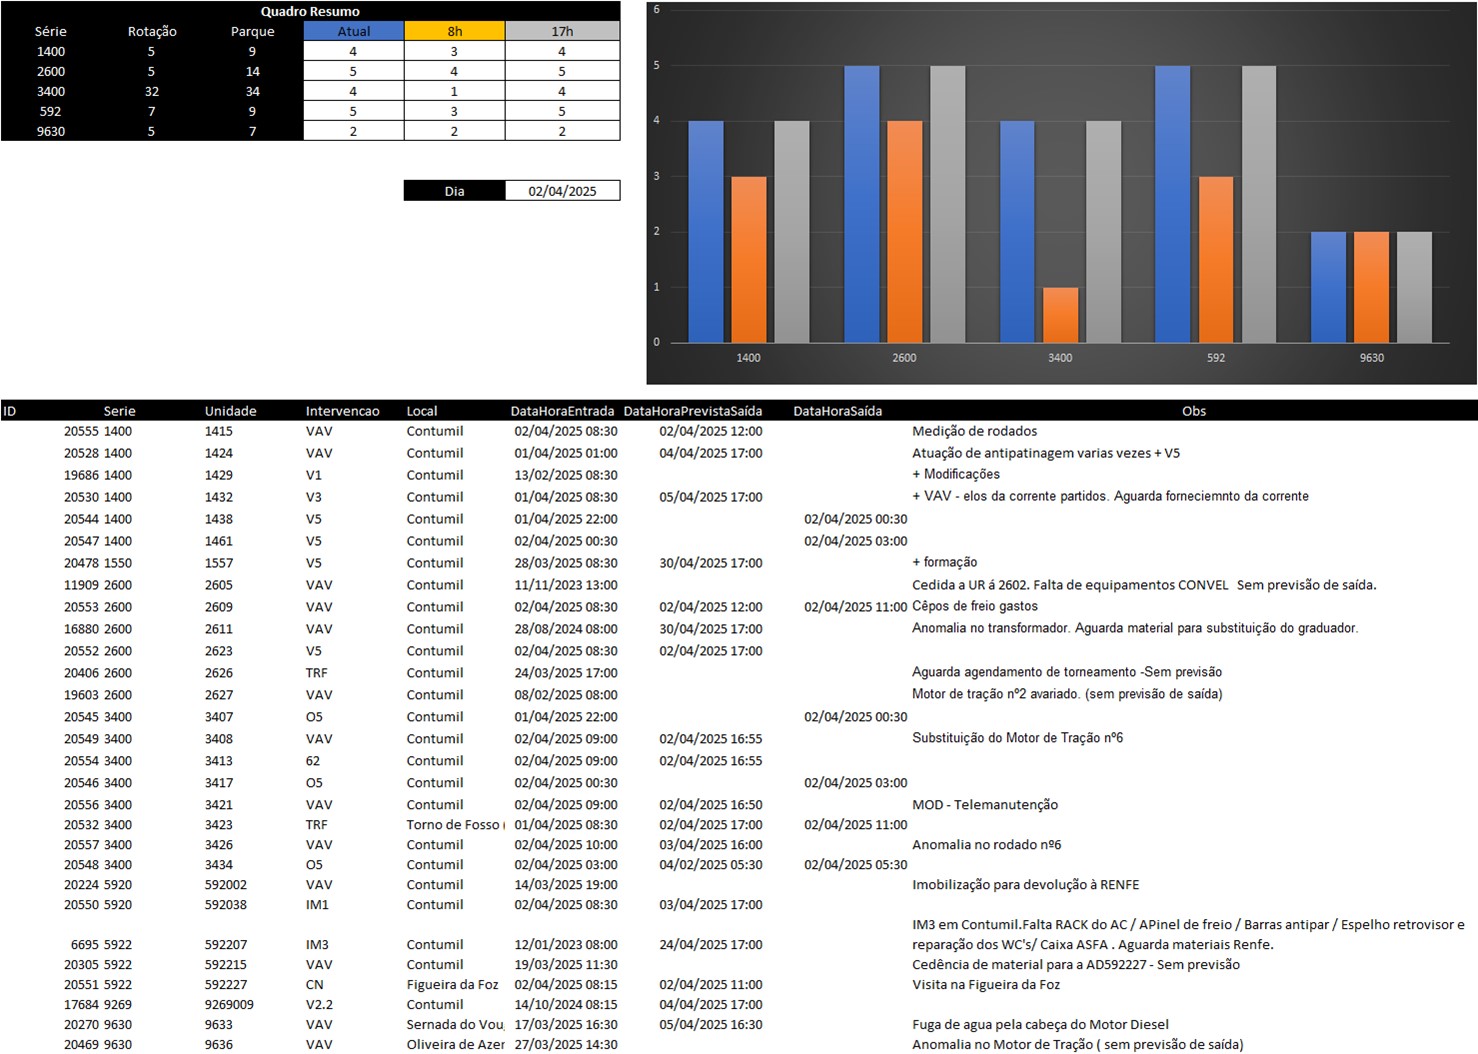 Quadro Resumo
Série Rotação Parque Atual 8h 17h
1400 5 9 4 3 4
2600 5 14 5 4 5
3400 32 34 4 1 4
592 7 9 5 3 5
9630 5 7 2 2 2
Dia 02/04/2025
6
5
4
3
2
1
0
1400 2600 3400 592 9630
ID Serie Unidade Intervencao Local DataHoraEntrada DataHoraPrevistaSaída DataHoraSaída Obs
20555 1400 1415 VAV Contumil 02/04/2025 08:30 02/04/2025 12:00 Medição de rodados
20528 1400 1424 VAV Contumil 01/04/2025 01:00 04/04/2025 17:00 Atuação de antipatinagem varias vezes + V5
19686 1400 1429 V1 Contumil 13/02/2025 08:30 + Modificações
20530 1400 1432 V3 Contumil 01/04/2025 08:30 05/04/2025 17:00 + VAV - elos da corrente partidos. Aguarda forneciemnto da corrente
20544 1400 1438 V5 Contumil 01/04/2025 22:00 02/04/2025 00:30
20547 1400 1461 V5 Contumil 02/04/2025 00:30 02/04/2025 03:00
20478 1550 1557 V5 Contumil 28/03/2025 08:30 30/04/2025 17:00 + formação
11909 2600 2605 VAV Contumil 11/11/2023 13:00 Cedida a UR á 2602. Falta de equipamentos CONVEL Sem previsão de saída.
20553 2600 2609 VAV Contumil 02/04/2025 08:30 02/04/2025 12:00 02/04/2025 11:00 Cêpos de freio gastos
16880 2600 2611 VAV Contumil 28/08/2024 08:00 30/04/2025 17:00 Anomalia no transformador. Aguarda material para substituição do graduador.
20552 2600 2623 V5 Contumil 02/04/2025 08:30 02/04/2025 17:00
20406 2600 2626 TRF Contumil 24/03/2025 17:00 Aguarda agendamento de torneamento -Sem previsão
19603 2600 2627 VAV Contumil 08/02/2025 08:00 Motor de tração nº2 avariado. (sem previsão de saída)
20545 3400 3407 O5 Contumil 01/04/2025 22:00 02/04/2025 00:30
20549 3400 3408 VAV Contumil 02/04/2025 09:00 02/04/2025 16:55 Substituição do Motor de Tração nº6
20554 3400 3413 62 Contumil 02/04/2025 09:00 02/04/2025 16:55
20546 3400 3417 O5 Contumil 02/04/2025 00:30 02/04/2025 03:00
20556 3400 3421 VAV Contumil 02/04/2025 09:00 02/04/2025 16:50 MOD - Telemanutenção
20532 3400 3423 TRF Torno de Fosso ( 01/04/2025 08:30 02/04/2025 17:00 02/04/2025 11:00
20557 3400 3426 VAV Contumil 02/04/2025 10:00 03/04/2025 16:00 Anomalia no rodado nº6
20548 3400 3434 O5 Contumil 02/04/2025 03:00 04/02/2025 05:30 02/04/2025 05:30
20224 5920 592002 VAV Contumil 14/03/2025 19:00 Imobilização para devolução à RENFE
20550 5920 592038 IM1 Contumil 02/04/2025 08:30 03/04/2025 17:00
IM3 em Contumil.Falta RACK do AC / APinel de freio / Barras antipar / Espelho retrovisor e
6695 5922 592207 IM3 Contumil 12/01/2023 08:00 24/04/2025 17:00 reparação dos WC's/ Caixa ASFA . Aguarda materiais Renfe.
20305 5922 592215 VAV Contumil 19/03/2025 11:30 Cedência de material para a AD592227 - Sem previsão
20551 5922 592227 CN Figueira da Foz 02/04/2025 08:15 02/04/2025 11:00 Visita na Figueira da Foz
17684 9269 9269009 V2.2 Contumil 14/10/2024 08:15 04/04/2025 17:00
20270 9630 9633 VAV Sernada do Vou 17/03/2025 16:30 05/04/2025 16:30 Fuga de agua pela cabeça do Motor Diesel
20469 9630 9636 VAV Oliveira de Azer 27/03/2025 14:30 Anomalia no Motor de Tração ( sem previsão de saída)